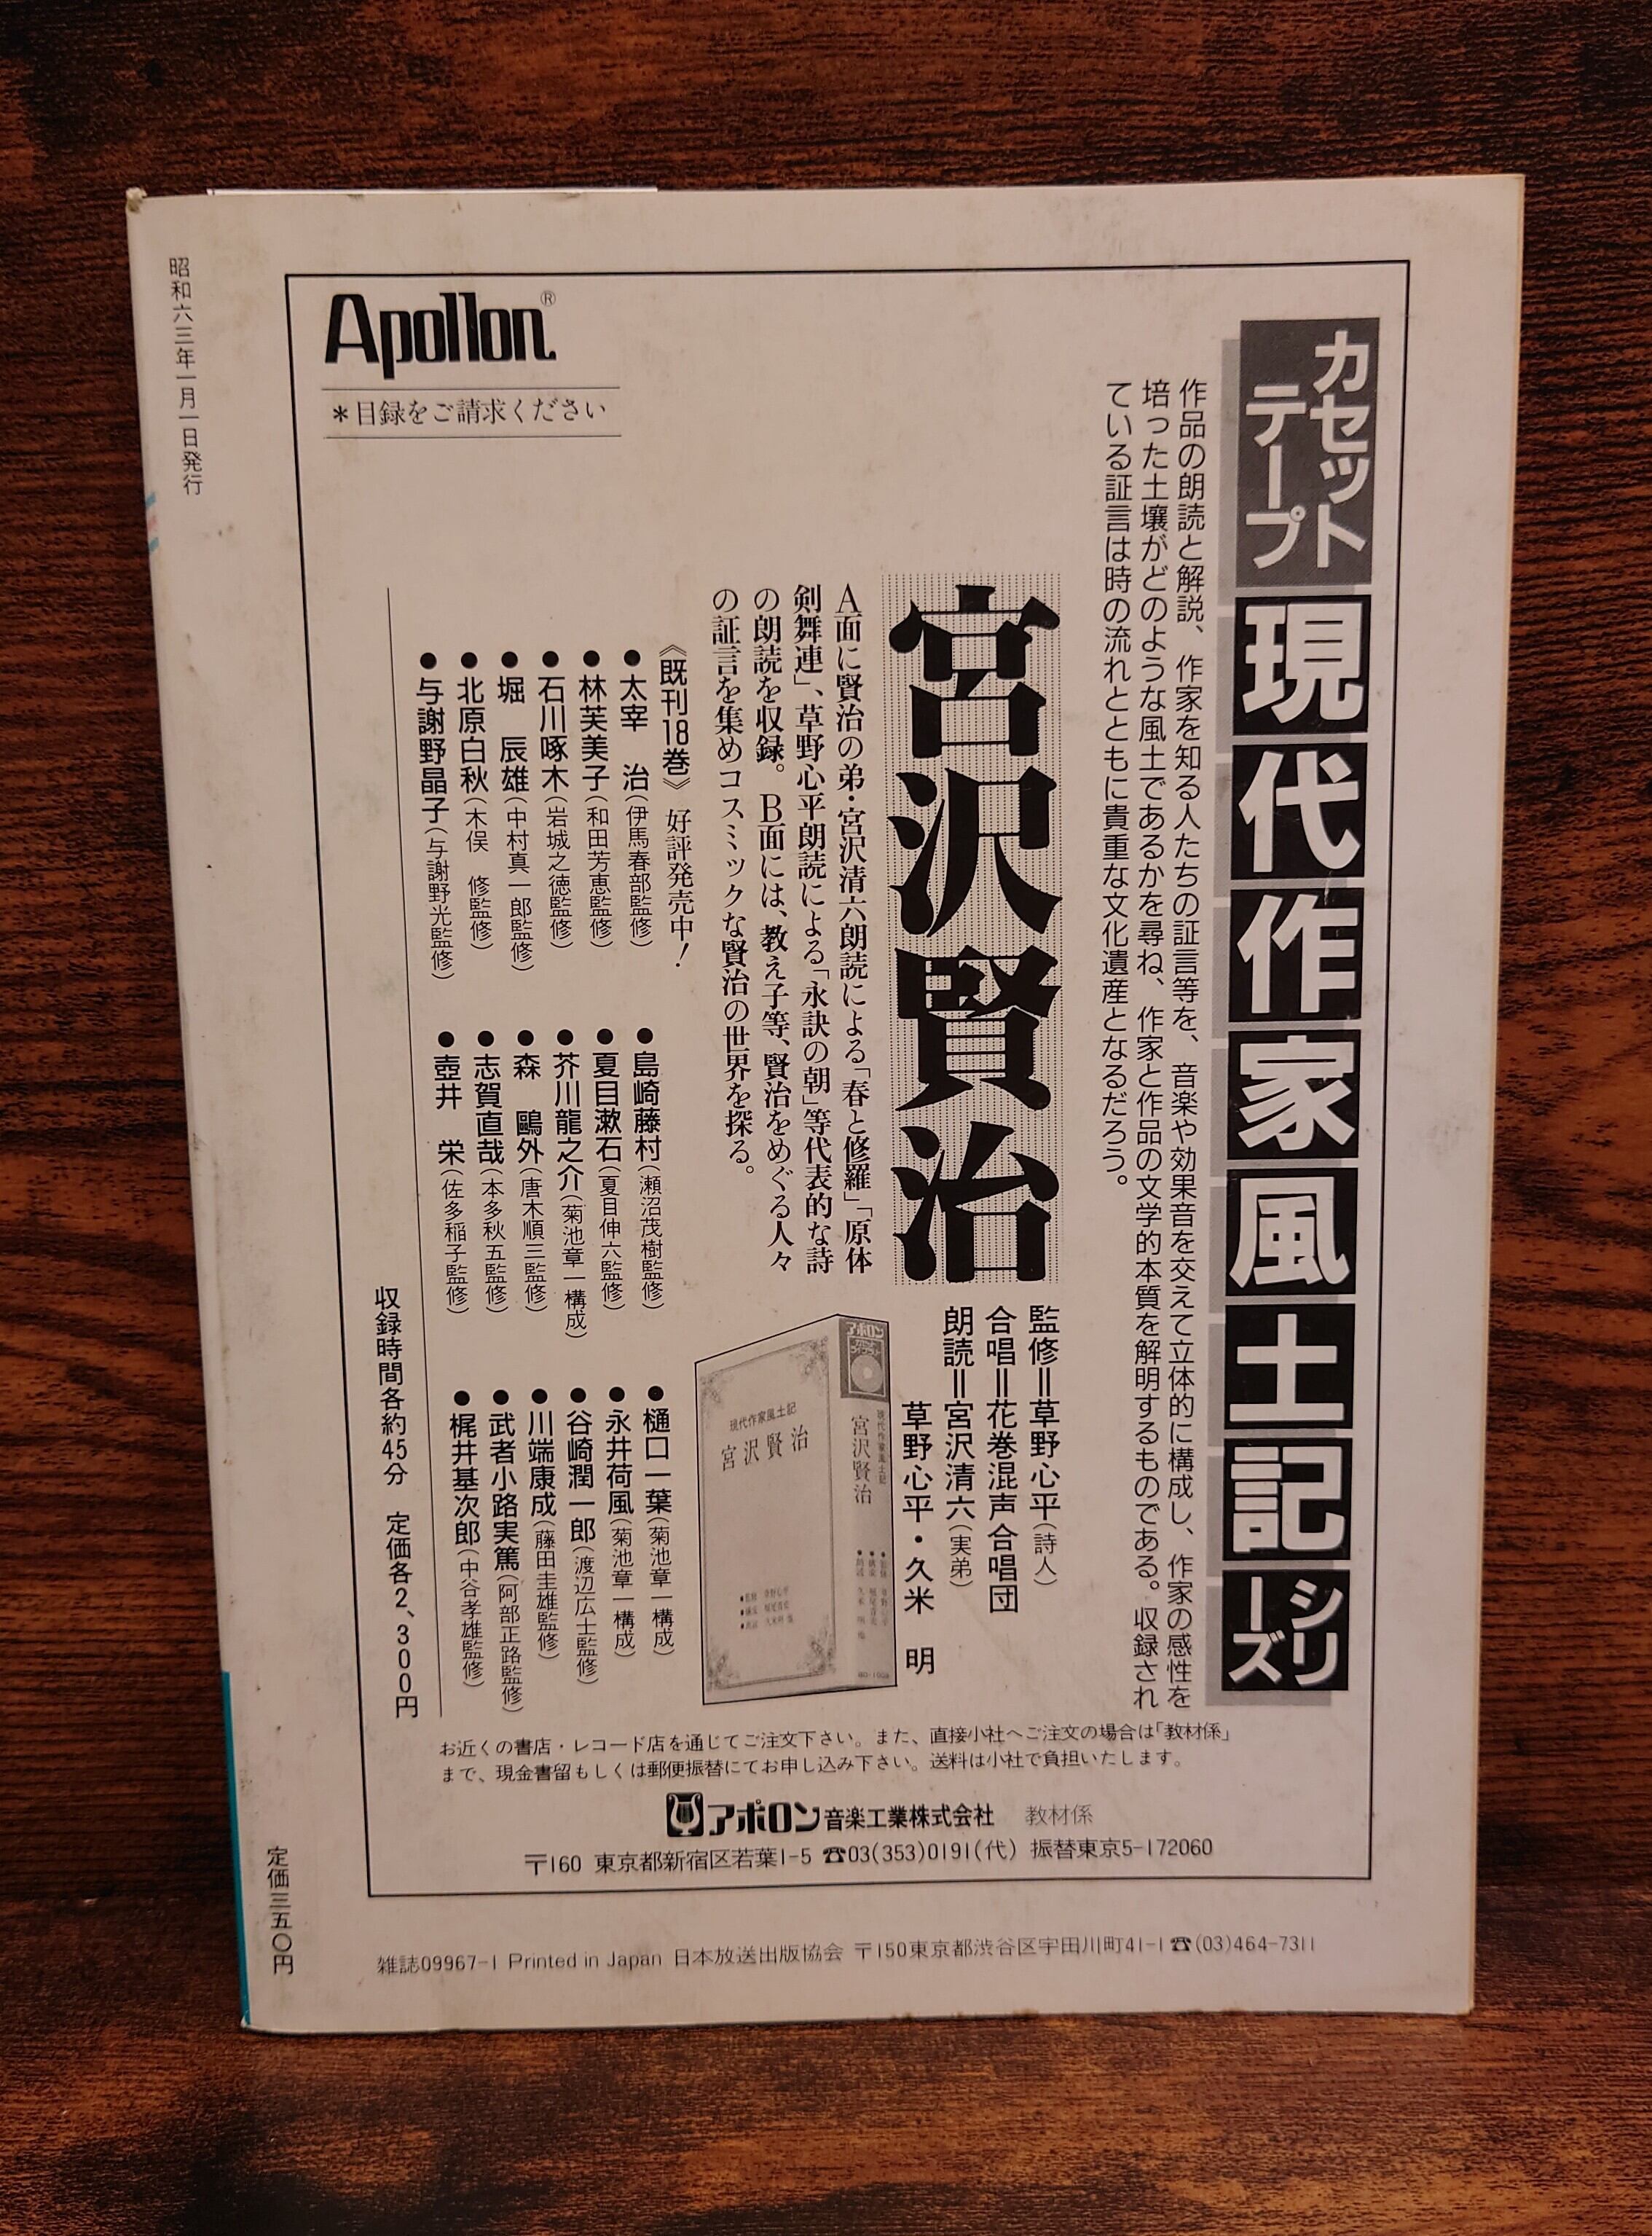 昭和六三年一月一日発行
カセット
テープ
現代作家風土記
シリ
ーズ
作品の朗読と解説、作家を知る人たちの証言等を、音楽や効果音を交えて立体的に構成し、作家の感性を
培った土壌がどのような風土であるかを尋ね、作家と作品の文学的本質を解明するものである。収録され
ている証言は時の流れとともに貴重な文化遺産となるだろう。
宮沢賢治
監修＝草野心平(詩人)
合唱＝花巻混声合唱団
朗読＝宮沢清六(実弟)
草野心平・久米 明
A面に賢治の弟・宮沢清六朗読による「春と修羅」「原体
剣舞連」、草野心平朗読による「永訣の朝」等代表的な詩
の朗読を収録。B面には、教え子等、賢治をめぐる人々
の証言を集めコスミックな賢治の世界を探る。
現代作家風土記
宮沢賢治
アポロン
現代作家風土記
宮沢賢治
《既刊18巻》好評発売中！
●太宰 治(伊馬春部監修)
●林芙美子(和田芳恵監修)
●石川啄木(岩城之徳監修)
●堀 辰雄(中村真一郎監修)
●北原白秋(木俣 修監修)
●与謝野晶子(与謝野光監修)
●島崎藤村(瀬沼茂樹監修)
●夏目漱石(夏目伸六監修)
●芥川龍之介(菊池章一構成)
●森 鷗外(唐木順三監修)
●志賀直哉(本多秋五監修)
●壺井 栄(佐多稲子監修)
●樋口一葉(菊池章一構成)
●永井荷風(菊池章一構成)
●谷崎潤一郎(渡辺広士監修)
●川端康成(藤田圭雄監修)
●武者小路実篤(阿部正路監修)
●梶井基次郎(中谷孝雄監修)
収録時間各約45分 定価各2、300円
Apollon®
＊目録をご請求ください
お近くの書店・レコード店を通じてご注文下さい。また、直接小社へご注文の場合は「教材係」
まで、現金書留もしくは郵便振替にてお申し込み下さい。送料は小社で負担いたします。
アポロン音楽工業株式会社 教材係
〒160 東京都新宿区若葉1-5 ☎03(353)0191(代) 振替東京5-172060
定価三五〇円
雑誌09967-1 Printed in Japan 日本放送出版協会 〒150東京都渋谷区宇田川町41-1☎(03)464-7311